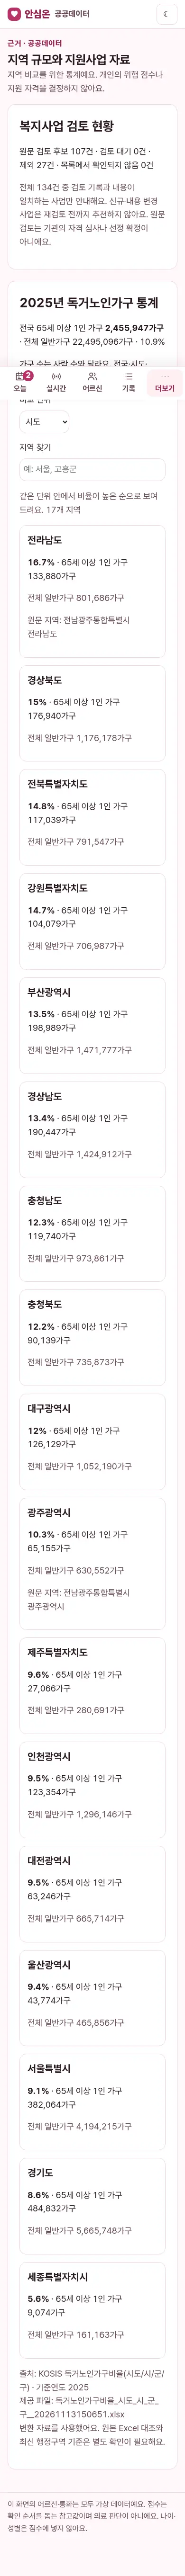 안심온 공공데이터
근거 · 공공데이터
지역 규모와 지원사업 자료
지역 비교를 위한 통계예요. 개인의 위험 점수나
지원 자격을 결정하지 않아요.
복지사업 검토 현황
원문 검토 후보 107건 · 검토 대기 0건 ·
제외 27건 · 목록에서 확인되지 않음 0건
전체 134건 중 검토 기록과 내용이
일치하는 사업만 안내해요. 신규·내용 변경
사업은 재검토 전까지 추천하지 않아요. 원문
검토는 기관의 자격 심사나 선정 확정이
아니에요.
2025년 독거노인가구 통계
전국 65세 이상 1인 가구 2,455,947가구
· 전체 일반가구 22,495,096가구 · 10.9%
2
오늘
실시간
어르신
기록
더보기
시도
지역 찾기
예: 서울, 고흥군
같은 단위 안에서 비율이 높은 순으로 보여
드려요. 17개 지역
전라남도
16.7% · 65세 이상 1인 가구
133,880가구
전체 일반가구 801,686가구
원문 지역: 전남광주통합특별시
전라남도
경상북도
15% · 65세 이상 1인 가구
176,940가구
전체 일반가구 1,176,178가구
전북특별자치도
14.8% · 65세 이상 1인 가구
117,039가구
전체 일반가구 791,547가구
강원특별자치도
14.7% · 65세 이상 1인 가구
104,079가구
전체 일반가구 706,987가구
부산광역시
13.5% · 65세 이상 1인 가구
198,989가구
전체 일반가구 1,471,777가구
경상남도
13.4% · 65세 이상 1인 가구
190,447가구
전체 일반가구 1,424,912가구
충청남도
12.3% · 65세 이상 1인 가구
119,740가구
전체 일반가구 973,861가구
충청북도
12.2% · 65세 이상 1인 가구
90,139가구
전체 일반가구 735,873가구
대구광역시
12% · 65세 이상 1인 가구
126,129가구
전체 일반가구 1,052,190가구
광주광역시
10.3% · 65세 이상 1인 가구
65,155가구
전체 일반가구 630,552가구
원문 지역: 전남광주통합특별시
광주광역시
제주특별자치도
9.6% · 65세 이상 1인 가구
27,066가구
전체 일반가구 280,691가구
인천광역시
9.5% · 65세 이상 1인 가구
123,354가구
전체 일반가구 1,296,146가구
대전광역시
9.5% · 65세 이상 1인 가구
63,246가구
전체 일반가구 665,714가구
울산광역시
9.4% · 65세 이상 1인 가구
43,774가구
전체 일반가구 465,856가구
서울특별시
9.1% · 65세 이상 1인 가구
382,064가구
전체 일반가구 4,194,215가구
경기도
8.6% · 65세 이상 1인 가구
484,832가구
전체 일반가구 5,665,748가구
세종특별자치시
5.6% · 65세 이상 1인 가구
9,074가구
전체 일반가구 161,163가구
출처: KOSIS 독거노인가구비율(시도/시/군/
구) · 기준연도 2025
제공 파일: 독거노인가구비율_시도_시_군_
구__20261113150651.xlsx
변환 자료를 사용했어요. 원본 Excel 대조와
최신 행정구역 기준은 별도 확인이 필요해요.
이 화면의 어르신·통화는 모두 가상 데이터예요. 점수는
확인 순서를 돕는 참고값이며 의료 판단이 아니에요. 나이·
성별은 점수에 넣지 않아요.